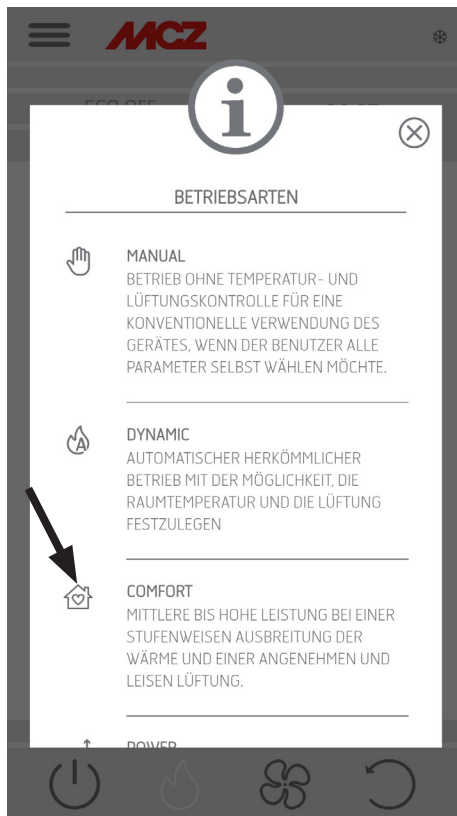 MCZ
BETRIEBSARTEN
MANUAL
BETRIEB OHNE TEMPERATUR- UND
LÜFTUNGSKONTROLLE FÜR EINE
KONVENTIONELLE VERWENDUNG DES
GERÄTES, WENN DER BENUTZER ALLE
PARAMETER SELBST WÄHLEN MÖCHTE.
A
DYNAMIC
AUTOMATISCHER HERKÖMMLICHER
BETRIEB MIT DER MÖGLICHKEIT, DIE
RAUMTEMPERATUR UND DIE LÜFTUNG
FESTZULEGEN
COMFORT
MITTLERE BIS HOHE LEISTUNG BEI EINER
STUFENWEISEN AUSBREITUNG DER
WÄRME UND EINER ANGENEHMEN UND
LEISEN LÜFTUNG.
POWER